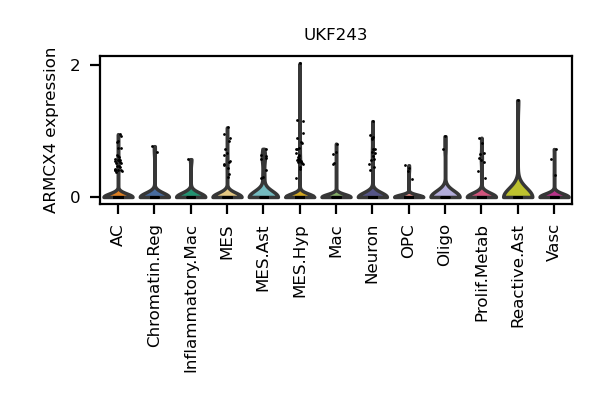 UKF243
ARMCX4 expression
2
0
AC
Chromatin.Reg
Inflammatory.Mac
MES
MES.Ast
MES.Hyp
Mac
Neuron
OPC
Oligo
Prolif.Metab
Reactive.Ast
Vasc